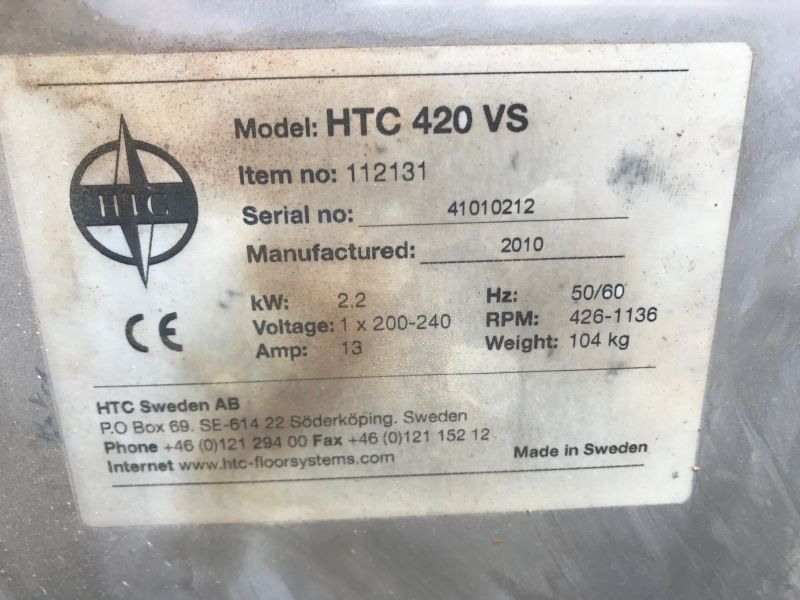 HTC
Model: HTC 420 VS
Item no: 112131
Serial no: 41010212
Manufactured: 2010
kW: 2.2 Hz: 50/60
Voltage: 1 x 200-240 RPM: 426-1136
Amp: 13 Weight: 104 kg
CE
HTC Sweden AB
P.O Box 69. SE-614 22 Söderköping. Sweden
Phone +46 (0)121 294 00 Fax +46 (0)121 152 12
Internet www.htc-floorsystems.com
Made in Sweden